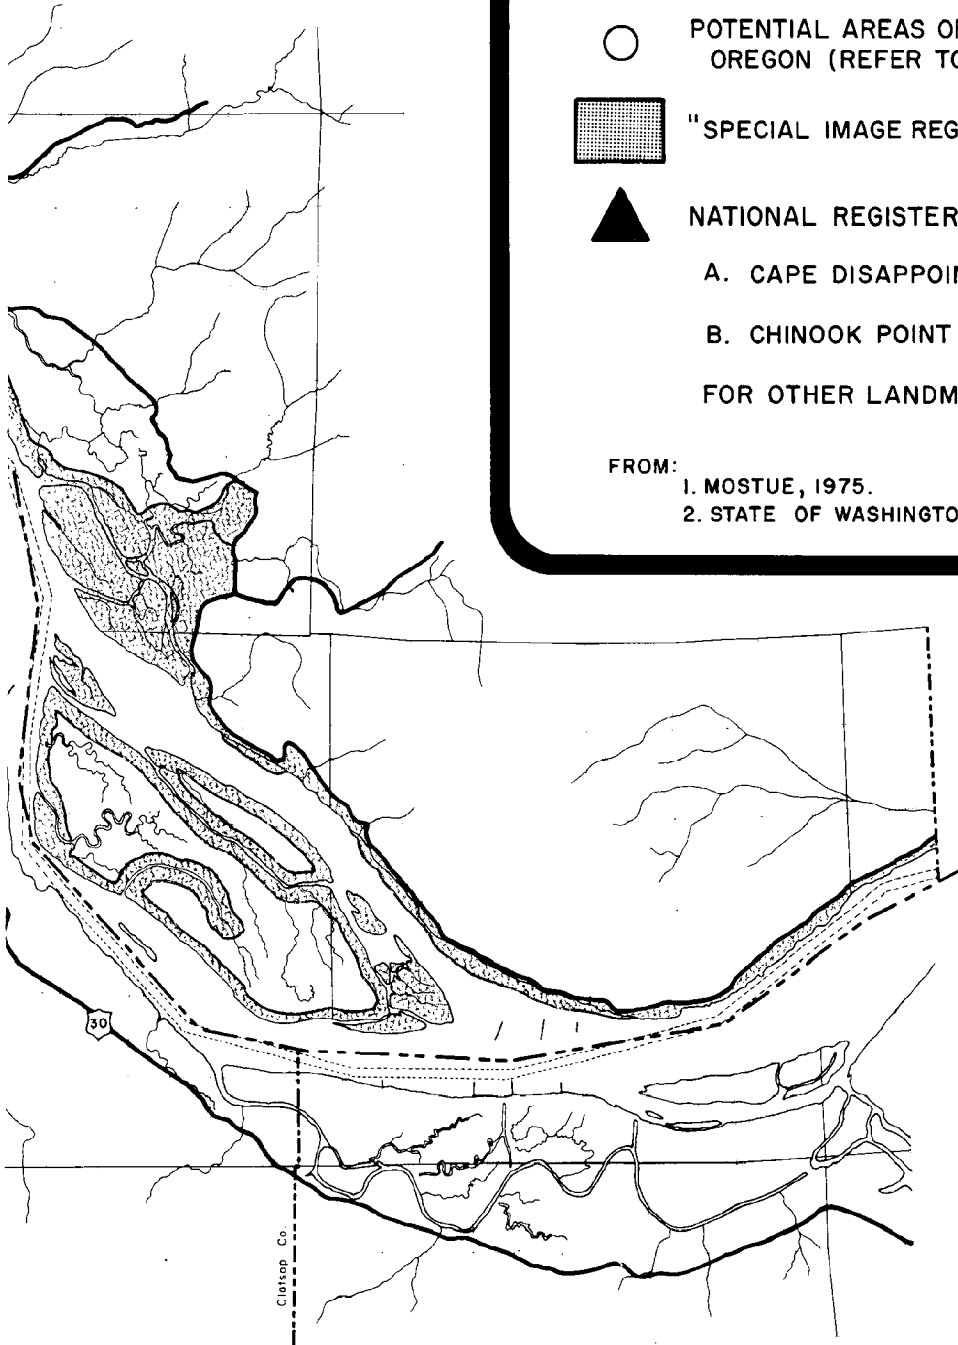 POTENTIAL AREAS O
OREGON (REFER TO
"SPECIAL IMAGE REG
NATIONAL REGISTER
A. CAPE DISAPPOI
B. CHINOOK POINT
FOR OTHER LANDM
FROM:
1. MOSTUE, 1975.
2. STATE OF WASHINGTO
30
Clatsop Co.